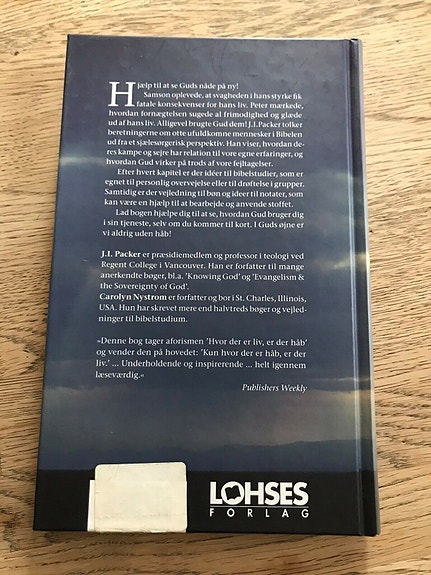 Hjælp til at se Guds nåde på ny!
Samson oplevede, at svagheden i hans styrke fik
fatale konsekvenser for hans liv. Peter mærkede,
hvordan fornægtelsen sugede al frimodighed og glæde
ud af hans liv. Alligevel brugte Gud dem! J.I.Packer tolker
beretningerne om otte ufuldkomne mennesker i Bibelen
ud fra et sjælesørgerisk perspektiv. Han viser, hvordan
deres kampe og sejre har relation til vore egne erfaringer, og
hvordan Gud virker på trods af vore fejltagelser.
Efter hvert kapitel er der idéer til bibelstudier, som er
egnet til personlig overvejelse eller til drøftelse i grupper.
Samtidig er der vejledning til bøn og ideer til notater, som
kan være en hjælp til at bearbejde og anvende stoffet.
Lad bogen hjælpe dig til at se, hvordan Gud bruger dig
i sin tjeneste, selv om du kommer til kort. I Guds øjne er
vi aldrig uden håb!
J.I. Packer er præsidiemedlem og professor i teologi ved
Regent College i Vancouver. Han er forfatter til mange
anerkendte bøger, bl.a. 'Knowing God' og 'Evangelism &
the Sovereignty of God'.
Carolyn Nystrom er forfatter og bor i St. Charles, Illinois,
USA. Hun har skrevet mere end halvtreds bøger og vejled-
ninger til bibelstudium.
»Denne bog tager aforismen 'Hvor der er liv, er der håb'
og vender den på hovedet: 'Kun hvor der er håb, er der
liv.' ... Underholdende og inspirerende ... helt igennem
læseværdig.«
Publishers Weekly
LOHSES
FORLAG